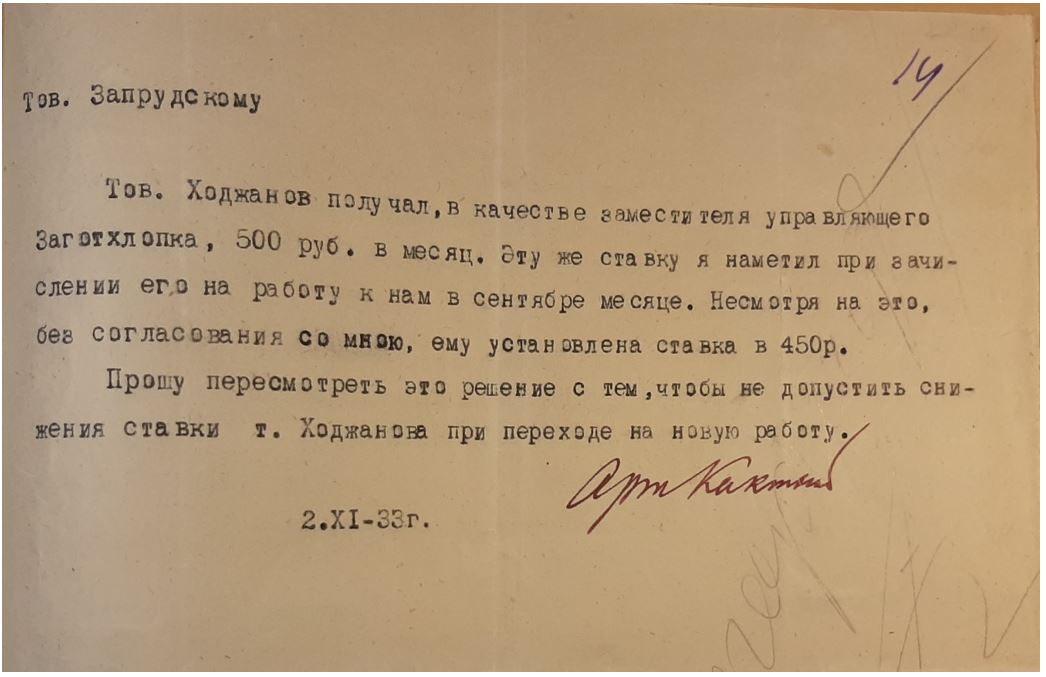 14
Тов. Запрудскому
Тов. Ходжанов получал, в качестве заместителя управляющего
Заготхлопка, 500 руб. в месяц. Эту же ставку я наметил при зачи-
слении его на работу к нам в сентябре месяце. Несмотря на это,
без согласования со мною, ему установлена ставка в 450р.
Прошу пересмотреть это решение с тем,чтобы не допустить сни-
жения ставки т. Ходжанова при переходе на новую работу.
Арт Кактынь
2.XI-33г.